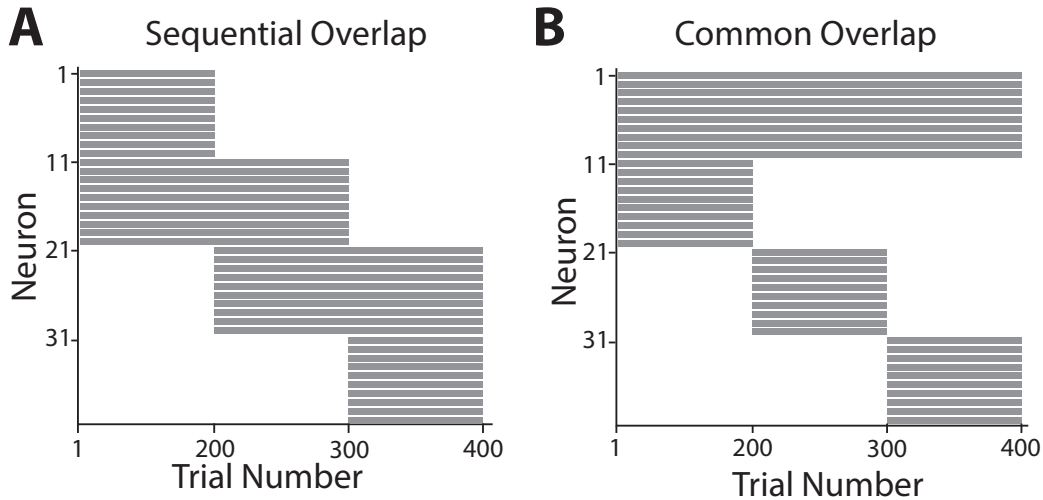 A
Sequential Overlap
1
11
21
31
Neuron
1
200
300
400
Trial Number
B
Common Overlap
1
11
21
31
Neuron
1
200
300
400
Trial Number